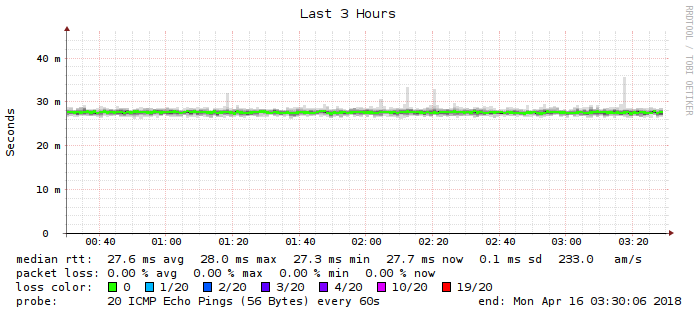 Last 3 Hours
RRDTOOL / TOBI OETIKER
Seconds
40 m
30 m
20 m
10 m
0
00:40 01:00 01:20 01:40 02:00 02:20 02:40 03:00 03:20
median rtt: 27.6 ms avg 28.0 ms max 27.3 ms min 27.7 ms now 0.1 ms sd 233.0 am/s
packet loss: 0.00 % avg 0.00 % max 0.00 % min 0.00 % now
loss color: 0 1/20 2/20 3/20 4/20 10/20 19/20
probe: 20 ICMP Echo Pings (56 Bytes) every 60s end: Mon Apr 16 03:30:06 2018